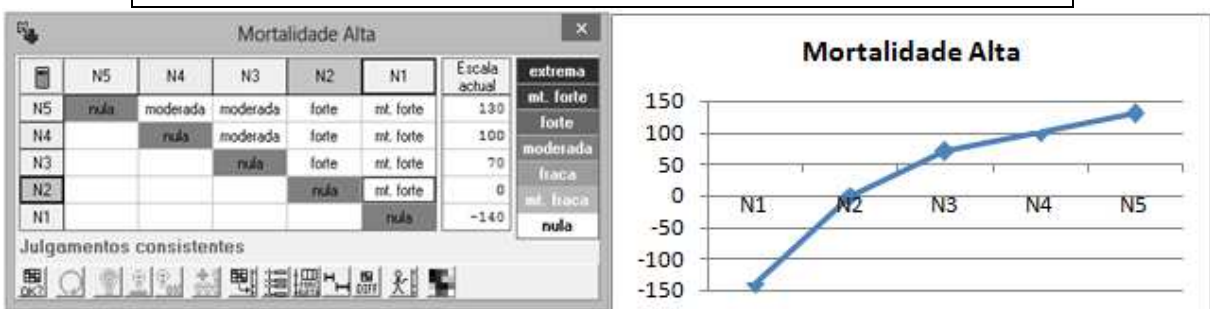 Mortalidade Alta
N5 N4 N3 N2 N1 Escala actual
N5 nula moderada moderada forte mt. forte 130
N4 nula moderada forte mt. forte 100
N3 nula forte mt. forte 70
N2 nula mt. forte 0
N1 nula -140
extrema
mt. forte
forte
moderada
fraca
mt. fraca
nula
Julgamentos consistentes
OK?
DIFF
Mortalidade Alta
150
100
50
0
-50
-100
-150
N1 N2 N3 N4 N5